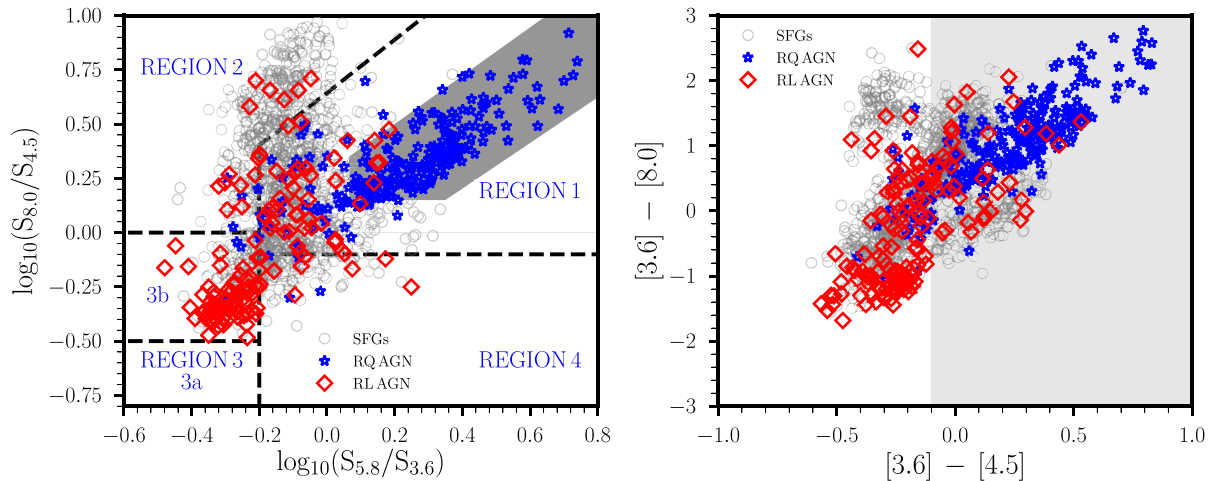 1.00
0.75
0.50
0.25
0.00
−0.25
−0.50
−0.75
log10(S8.0/S4.5)
REGION 2
REGION 1
3b
REGION 3
3a
REGION 4
SFGs
RQ AGN
RL AGN
−0.6 −0.4 −0.2 0.0 0.2 0.4 0.6 0.8
log10(S5.8/S3.6)
3
2
1
0
−1
−2
−3
[3.6] − [8.0]
SFGs
RQ AGN
RL AGN
−1.0 −0.5 0.0 0.5 1.0
[3.6] − [4.5]